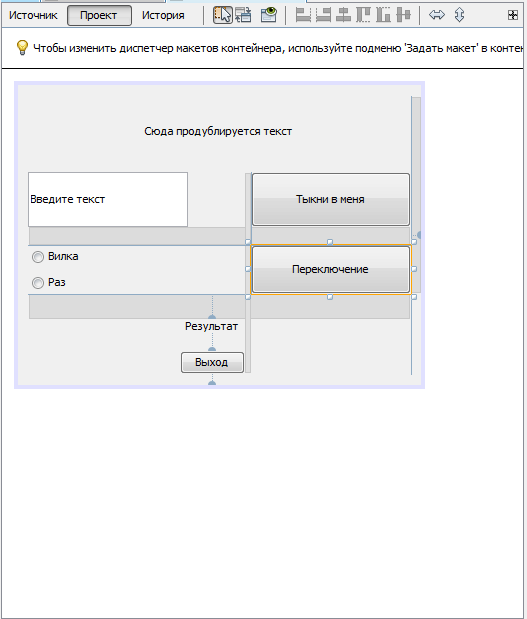 Источник Проект История
Чтобы изменить диспетчер макетов контейнера, используйте подменю 'Задать макет' в контек
Сюда продублируется текст
Введите текст Тыкни в меня
Вилка
Переключение
Раз
Результат
Выход